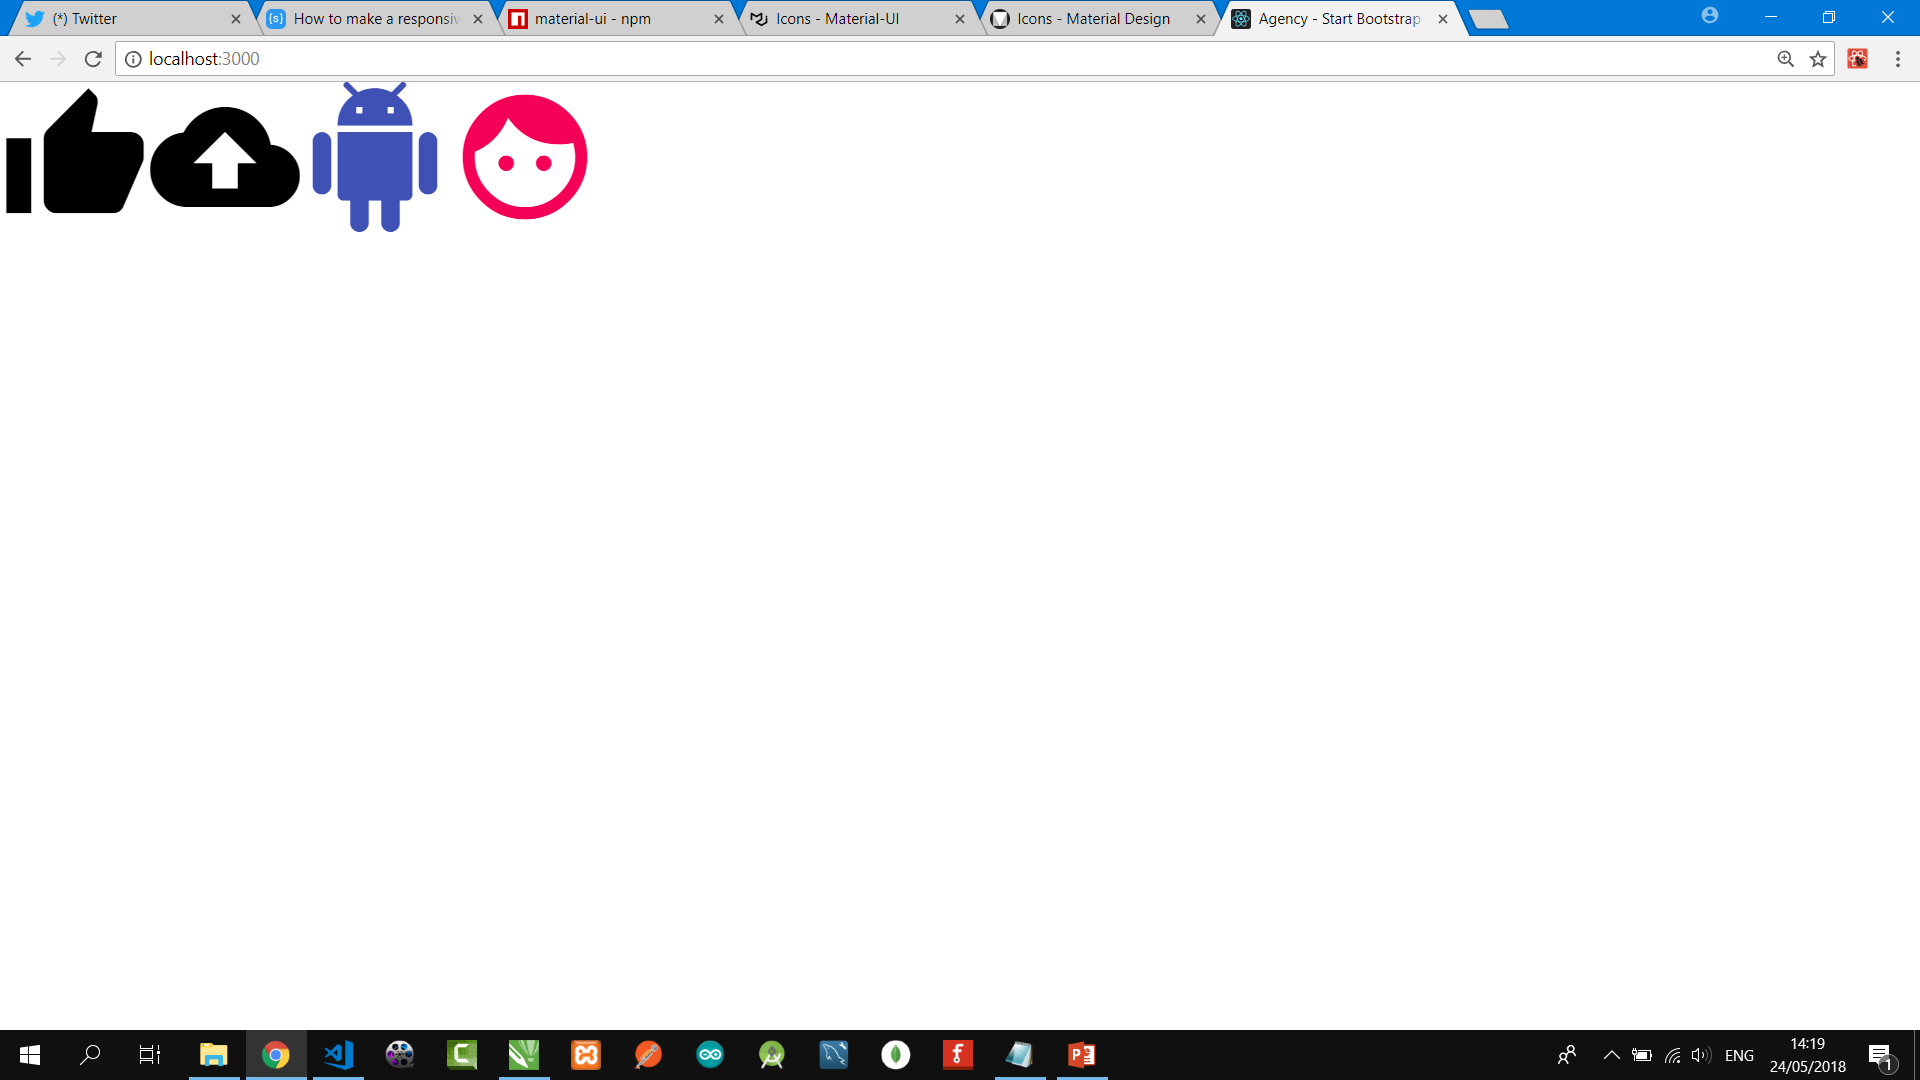 (*) Twitter
How to make a responsiv
material-ui - npm
Icons - Material-UI
Icons - Material Design
Agency - Start Bootstrap
localhost:3000
ENG
14:19
24/05/2018
1